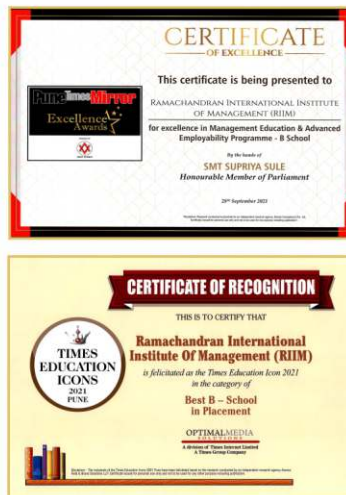 CERTIFICATE
OF EXCELLENCE
This certificate is being presented to
RAMACHANDRAN INTERNATIONAL INSTITUTE
OF MANAGEMENT (RIIM)
for excellence in Management Education & Advanced
Employability Programme - B School
By the hands of
SMT SUPRIYA SULE
Honourable Member of Parliament
28th September 2021
PuneTimesMirror
Excellence
Awards
CERTIFICATE OF RECOGNITION
THIS IS TO CERTIFY THAT
Ramachandran International
Institute Of Management (RIIM)
is felicitated as the Times Education Icon 2021
in the category of
Best B – School
in Placement
OPTIMALMEDIA
SOLUTIONS
A division of Times Internet Limited
A Times Group Company
TIMES
EDUCATION
ICONS
2021
PUNE